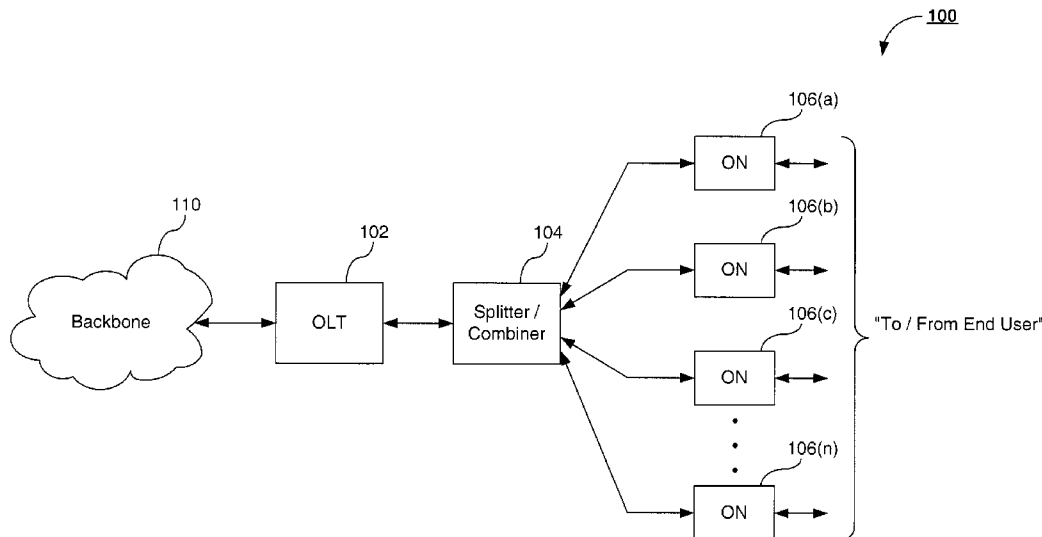 100
106(a)
ON
106(b)
ON
110
102
104
Backbone
OLT
Splitter /
Combiner
106(c)
ON
"To / From End User"
106(n)
ON